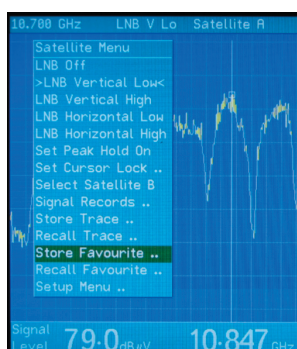 10.700 GHz LNB V Lo Satellite A
Satellite Menu
LNB Off
>LNB Vertical Low<
LNB Vertical High
LNB Horizontal Low
LNB Horizontal High
Set Peak Hold On
Set Cursor Lock ..
Select Satellite B
Signal Records ..
Store Trace ..
Recall Trace ..
Store Favourite ..
Recall Favourite ..
Setup Menu ..
Signal Level 79.0 dBµV 10.847 GHz